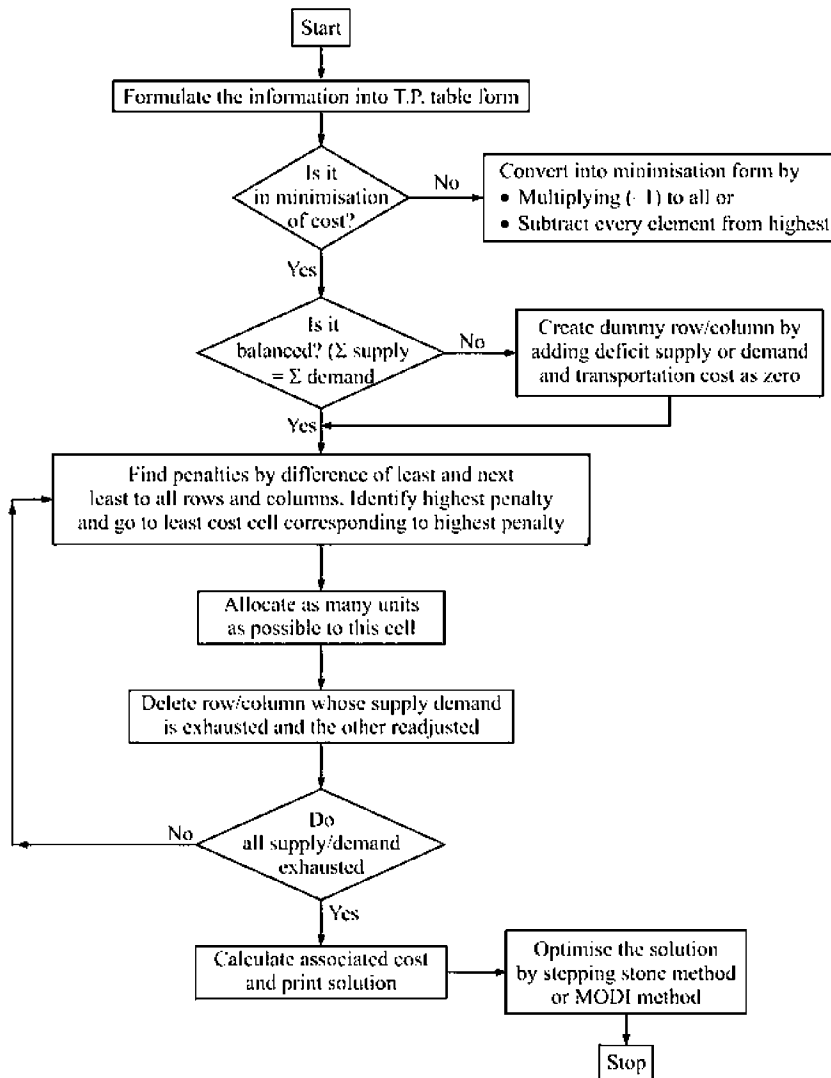 Start
Formulate the information into T.P. table form
Is it
in minimisation
of cost?
No
Convert into minimisation form by
• Multiplying (- 1) to all or
• Subtract every element from highest
Yes
Is it
balanced? (Σ supply
= Σ demand
No
Create dummy row/column by
adding deficit supply or demand
and transportation cost as zero
Yes
Find penalties by difference of least and next
least to all rows and columns. Identify highest penalty
and go to least cost cell corresponding to highest penalty
Allocate as many units
as possible to this cell
Delete row/column whose supply demand
is exhausted and the other readjusted
Do
all supply/demand
exhausted
No
Yes
Calculate associated cost
and print solution
Optimise the solution
by stepping stone method
or MODI method
Stop